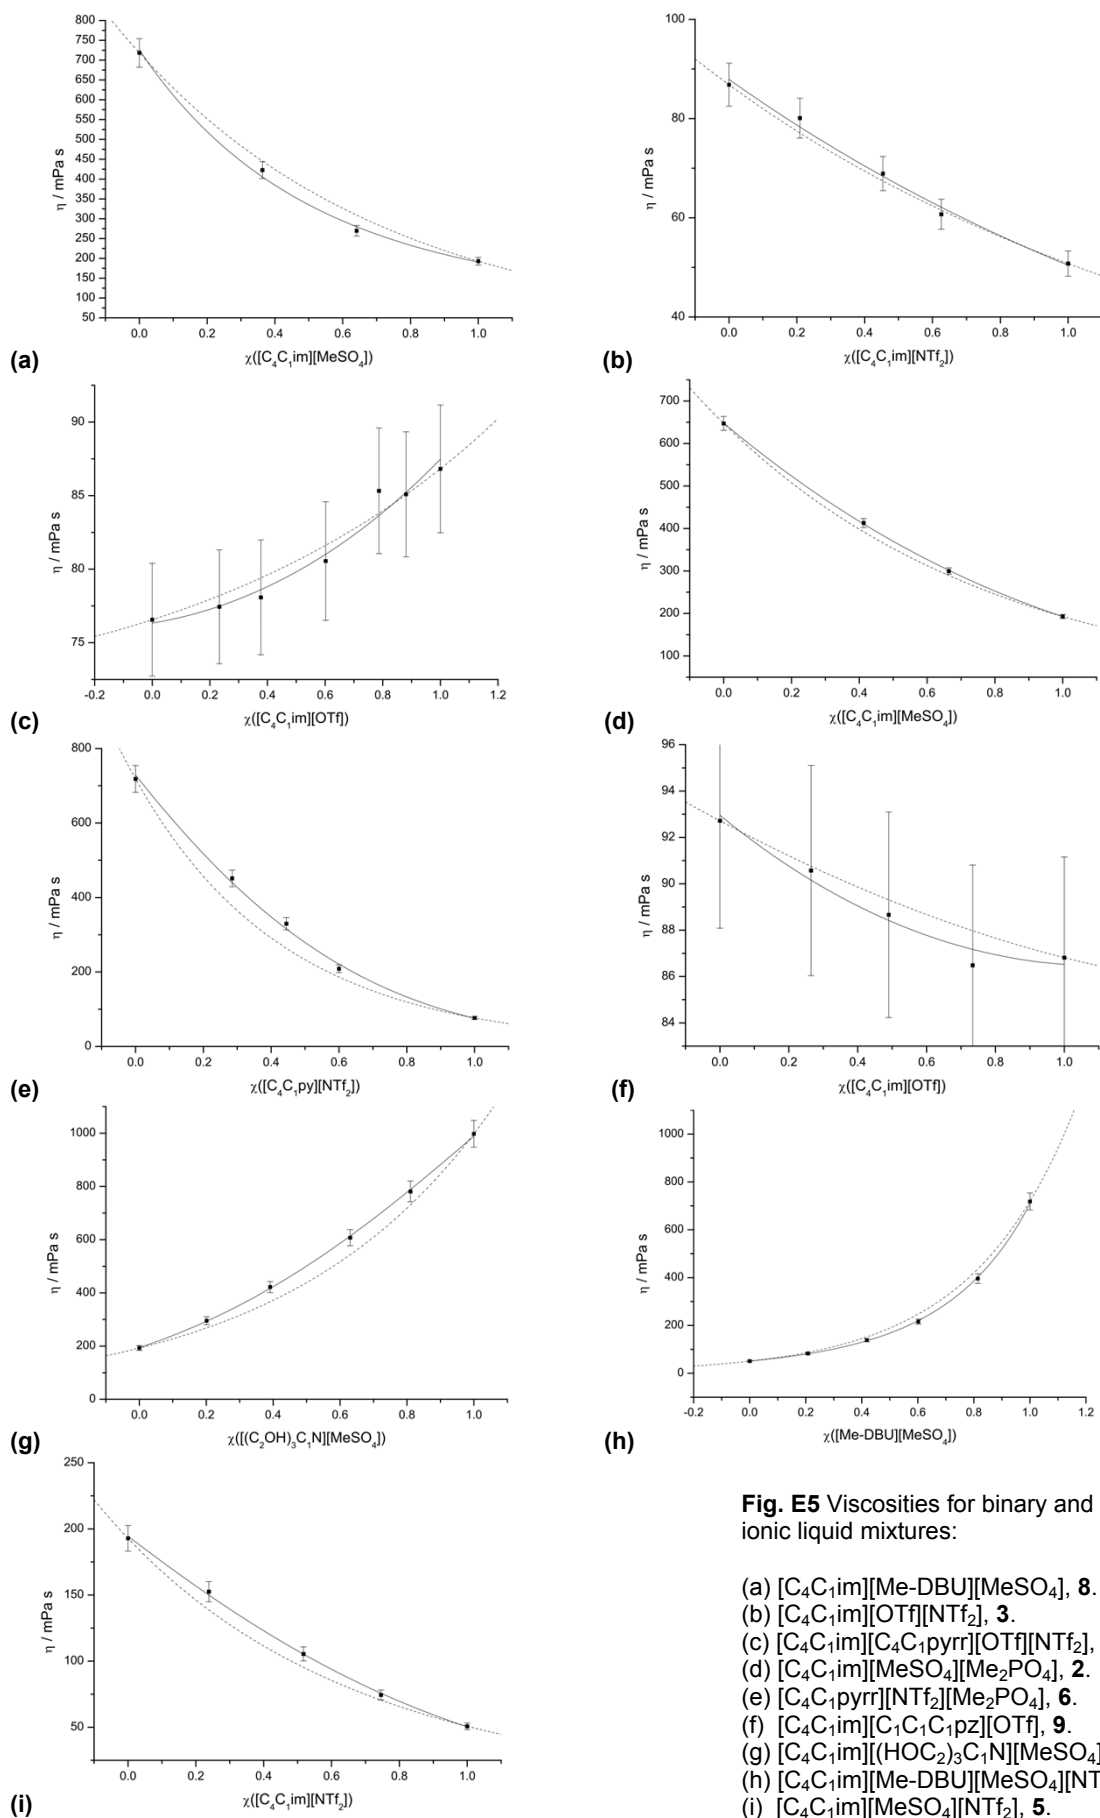 800
750
700
650
600
550
500
450
400
350
300
250
200
150
100
50
η / mPa s
0.0 0.2 0.4 0.6 0.8 1.0
(a) χ([C₄C₁im][MeSO₄])
100
80
60
40
η / mPa s
0.0 0.2 0.4 0.6 0.8 1.0
(b) χ([C₄C₁im][NTf₂])
90
85
80
75
η / mPa s
-0.2 0.0 0.2 0.4 0.6 0.8 1.0 1.2
(c) χ([C₄C₁im][OTf])
700
600
500
400
300
200
100
η / mPa s
0.0 0.2 0.4 0.6 0.8 1.0
(d) χ([C₄C₁im][MeSO₄])
800
600
400
200
0
η / mPa s
0.0 0.2 0.4 0.6 0.8 1.0
(e) χ([C₄C₁py][NTf₂])
96
94
92
90
88
86
84
η / mPa s
0.0 0.2 0.4 0.6 0.8 1.0
(f) χ([C₄C₁im][OTf])
1000
800
600
400
200
0
η / mPa s
0.0 0.2 0.4 0.6 0.8 1.0
(g) χ([(C₂OH)₃C₁N][MeSO₄])
1000
800
600
400
200
0
η / mPa s
-0.2 0.0 0.2 0.4 0.6 0.8 1.0 1.2
(h) χ([Me-DBU][MeSO₄])
250
200
150
100
50
η / mPa s
0.0 0.2 0.4 0.6 0.8 1.0
(i) χ([C₄C₁im][NTf₂])
Fig. E5 Viscosities for binary and
ionic liquid mixtures:
(a) [C₄C₁im][Me-DBU][MeSO₄], 8.
(b) [C₄C₁im][OTf][NTf₂], 3.
(c) [C₄C₁im][C₄C₁pyrr][OTf][NTf₂],
(d) [C₄C₁im][MeSO₄][Me₂PO₄], 2.
(e) [C₄C₁pyrr][NTf₂][Me₂PO₄], 6.
(f) [C₄C₁im][C₁C₁C₁pz][OTf], 9.
(g) [C₄C₁im][(HOC₂)₃C₁N][MeSO₄]
(h) [C₄C₁im][Me-DBU][MeSO₄][NT
(i) [C₄C₁im][MeSO₄][NTf₂], 5.